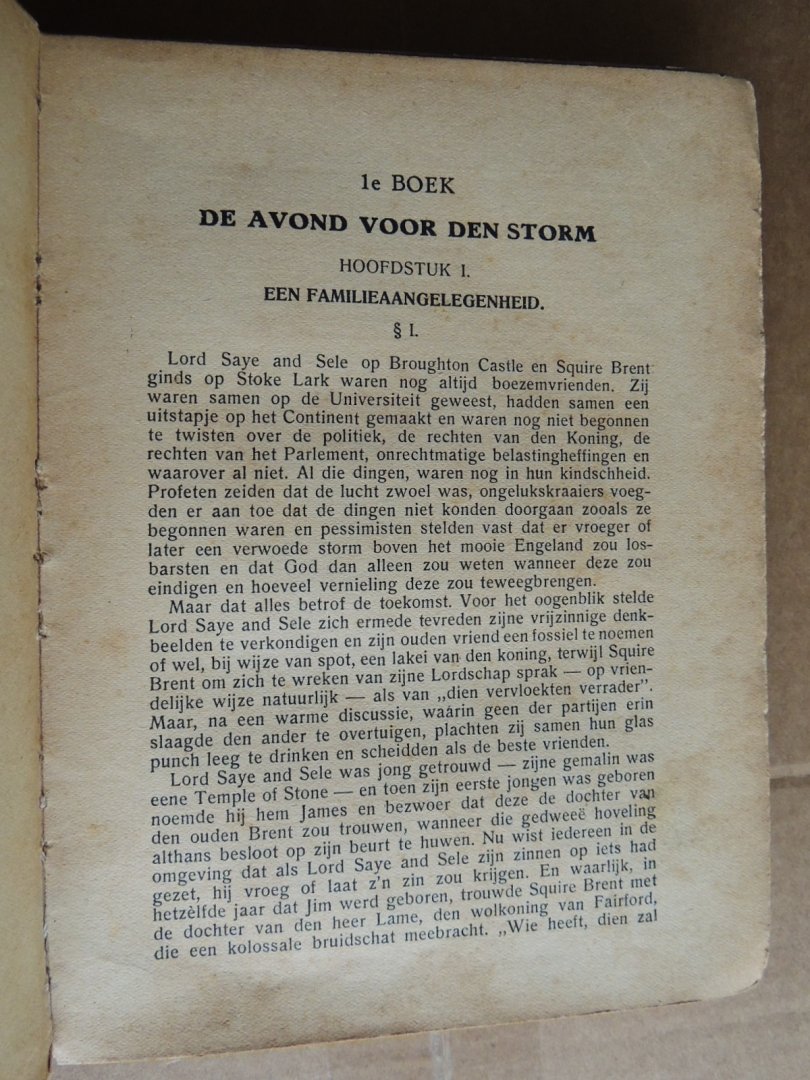 1e BOEK
DE AVOND VOOR DEN STORM
HOOFDSTUK I.
EEN FAMILIEAANGELEGENHEID.
§ I.
Lord Saye and Sele op Broughton Castle en Squire Brent
ginds op Stoke Lark waren nog altijd boezemvrienden. Zij
waren samen op de Universiteit geweest, hadden samen een
uitstapje op het Continent gemaakt en waren nog niet begonnen
te twisten over de politiek, de rechten van den Koning, de
rechten van het Parlement, onrechtmatige belastingheffingen en
waarover al niet. Al die dingen, waren nog in hun kindschheid.
Profeten zeiden dat de lucht zwoel was, ongelukskraaiers voeg-
den er aan toe dat de dingen niet konden doorgaan zooals ze
begonnen waren en pessimisten stelden vast dat er vroeger of
later een verwoede storm boven het mooie Engeland zou los-
barsten en dat God dan alleen zou weten wanneer deze zou
eindigen en hoeveel vernieling deze zou teweegbrengen.
Maar dat alles betrof de toekomst. Voor het oogenblik stelde
Lord Saye and Sele zich ermede tevreden zijne vrijzinnige denk-
beelden te verkondigen en zijn ouden vriend een fossiel te noemen
of wel, bij wijze van spot, een lakei van den koning, terwijl Squire
Brent om zich te wreken van zijne Lordschap sprak — op vrien-
delijke wijze natuurlijk — als van „dien vervloekten verrader”.
Maar, na een warme discussie, waarin geen der partijen erin
slaagde den ander te overtuigen, plachten zij samen hun glas
punch leeg te drinken en scheidden als de beste vrienden.
Lord Saye and Sele was jong getrouwd — zijne gemalin was
eene Temple of Stone — en toen zijn eerste jongen was geboren
noemde hij hem James en bezwoer dat deze de dochter van
den ouden Brent zou trouwen, wanneer die gedweeë hoveling
althans besloot op zijn beurt te huwen. Nu wist iedereen in de
omgeving dat als Lord Saye and Sele zijn zinnen op iets had
gezet, hij vroeg of laat z'n zin zou krijgen. En waarlijk, in
hetzèlfde jaar dat Jim werd geboren, trouwde Squire Brent met
de dochter van den heer Lame, den wolkoning van Fairford,
die een kolossale bruidschat meebracht. „Wie heeft, dien zal